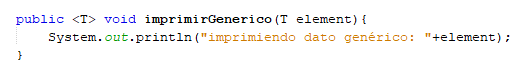 public <T> void imprimirGenerico(T element){
    System.out.println("imprimiendo dato genérico: "+element);
}